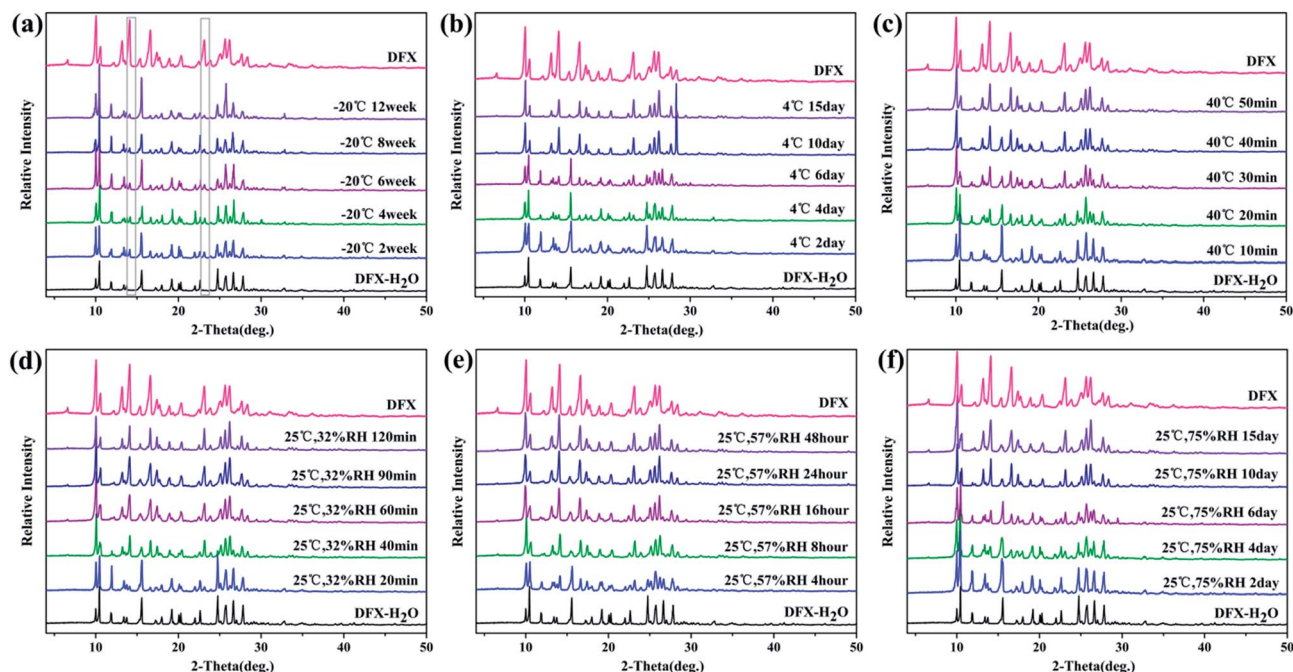 (a)
Relative Intensity
DFX
-20℃ 12week
-20℃ 8week
-20℃ 6week
-20℃ 4week
-20℃ 2week
DFX-H₂O
10 20 30 40 50
2-Theta(deg.)
(b)
Relative Intensity
DFX
4℃ 15day
4℃ 10day
4℃ 6day
4℃ 4day
4℃ 2day
DFX-H₂O
10 20 30 40 50
2-Theta(deg.)
(c)
Relative Intensity
DFX
40℃ 50min
40℃ 40min
40℃ 30min
40℃ 20min
40℃ 10min
DFX-H₂O
10 20 30 40 50
2-Theta(deg.)
(d)
Relative Intensity
DFX
25℃,32%RH 120min
25℃,32%RH 90min
25℃,32%RH 60min
25℃,32%RH 40min
25℃,32%RH 20min
DFX-H₂O
10 20 30 40 50
2-Theta(deg.)
(e)
Relative Intensity
DFX
25℃,57%RH 48hour
25℃,57%RH 24hour
25℃,57%RH 16hour
25℃,57%RH 8hour
25℃,57%RH 4hour
DFX-H₂O
10 20 30 40 50
2-Theta(deg.)
(f)
Relative Intensity
DFX
25℃,75%RH 15day
25℃,75%RH 10day
25℃,75%RH 6day
25℃,75%RH 4day
25℃,75%RH 2day
DFX-H₂O
10 20 30 40 50
2-Theta(deg.)